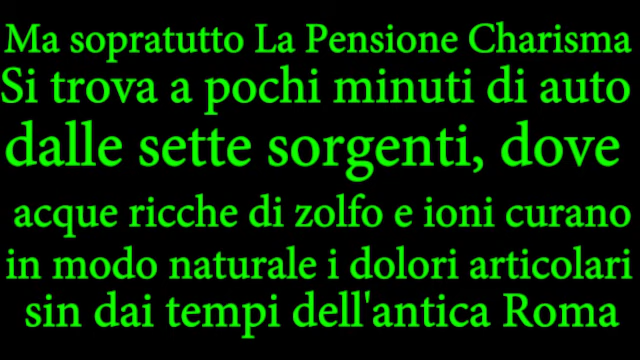 Ma sopratutto La Pensione Charisma
Si trova a pochi minuti di auto
dalle sette sorgenti, dove
acque ricche di zolfo e ioni curano
in modo naturale i dolori articolari
sin dai tempi dell'antica Roma